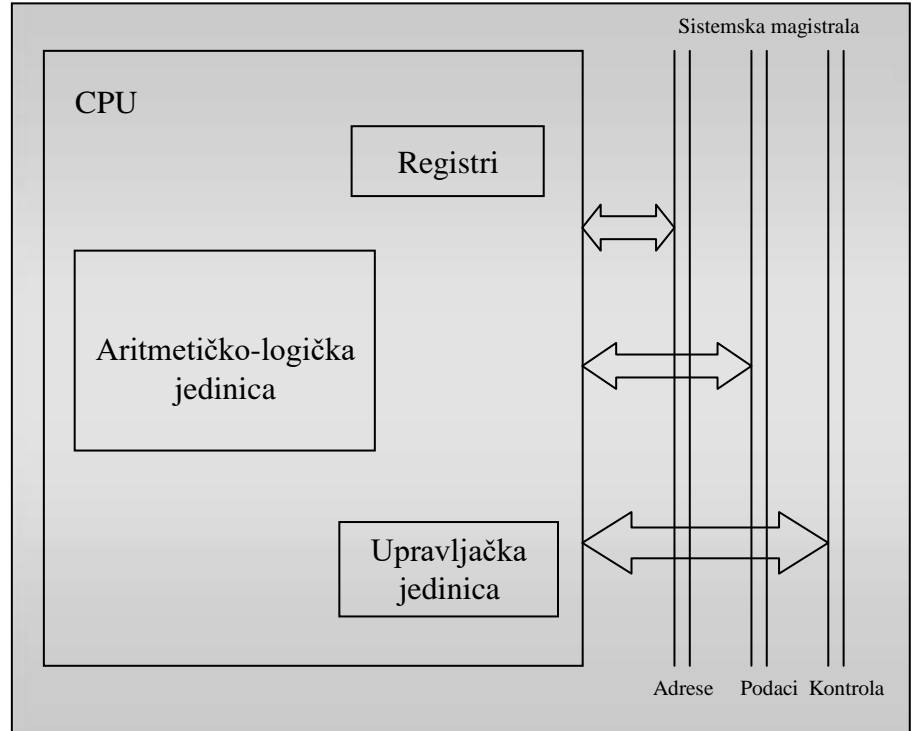 Sistemska magistrala
CPU
Registri
Aritmetičko-logička
jedinica
Upravljačka
jedinica
Adrese Podaci Kontrola